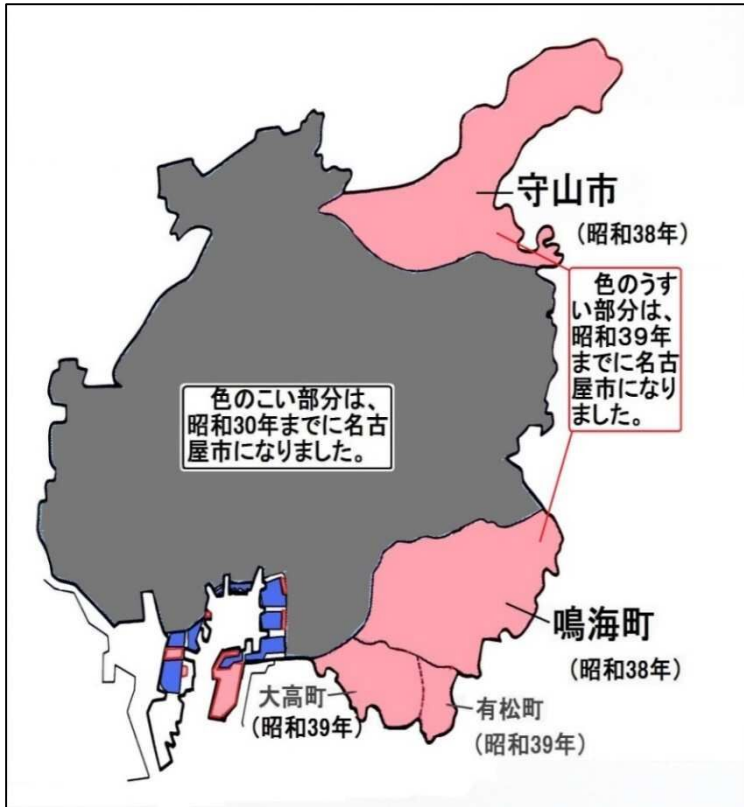 守山市
(昭和38年)
色のうす
い部分は、
昭和39年
までに名古
屋市になり
ました。
色のこい部分は、
昭和30年までに名古
屋市になりました。
鳴海町
(昭和38年)
大高町
(昭和39年)
有松町
(昭和39年)